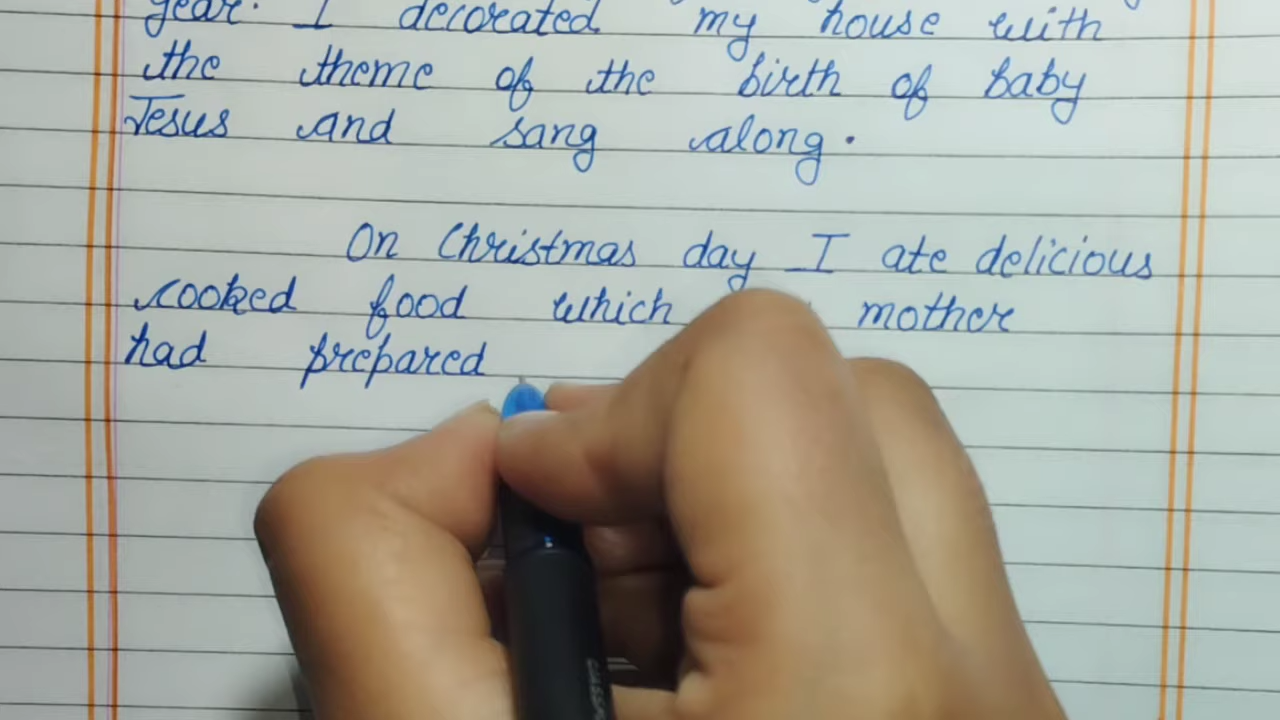 year. I decorated my house with
the theme of the birth of baby
Jesus and sang along.
On Christmas day I ate delicious
cooked food which mother
had prepared